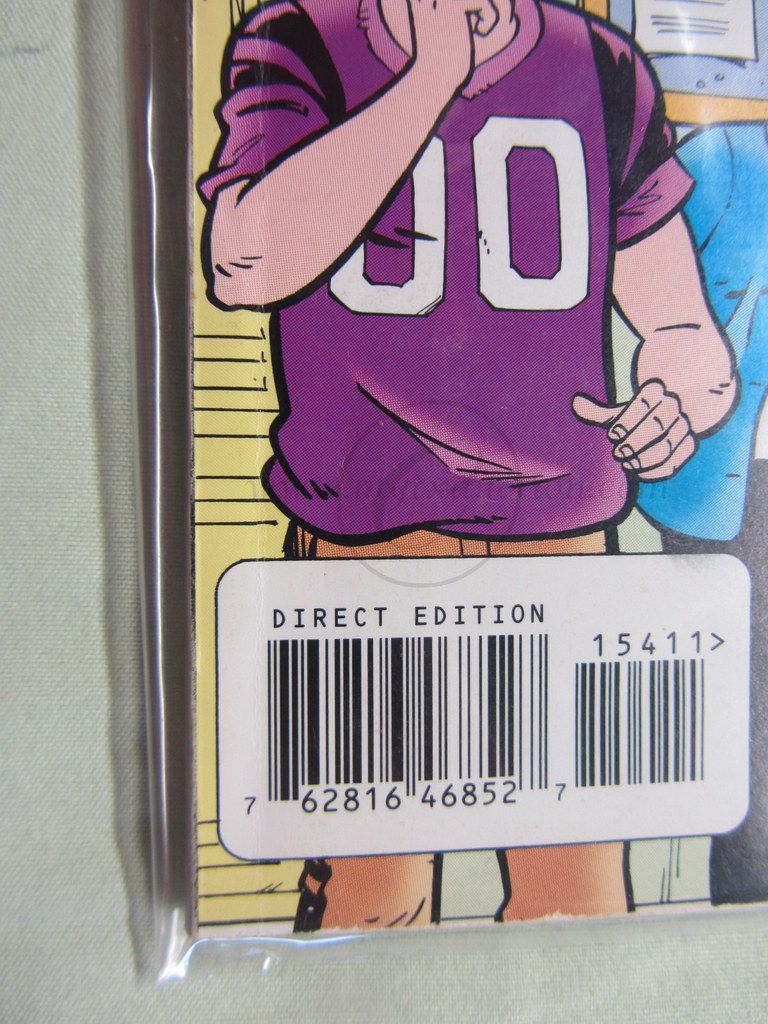 00
DIRECT EDITION
15411>
7 62816 46852 7